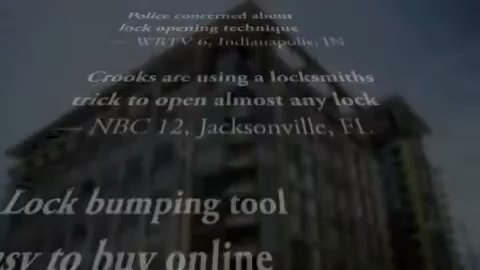 Police concerned about
lock opening technique
— WRTV 6, Indianapolis, IN
Crooks are using a locksmiths
trick to open almost any lock
— NBC 12, Jacksonville, FL
Lock bumping tool
to buy online